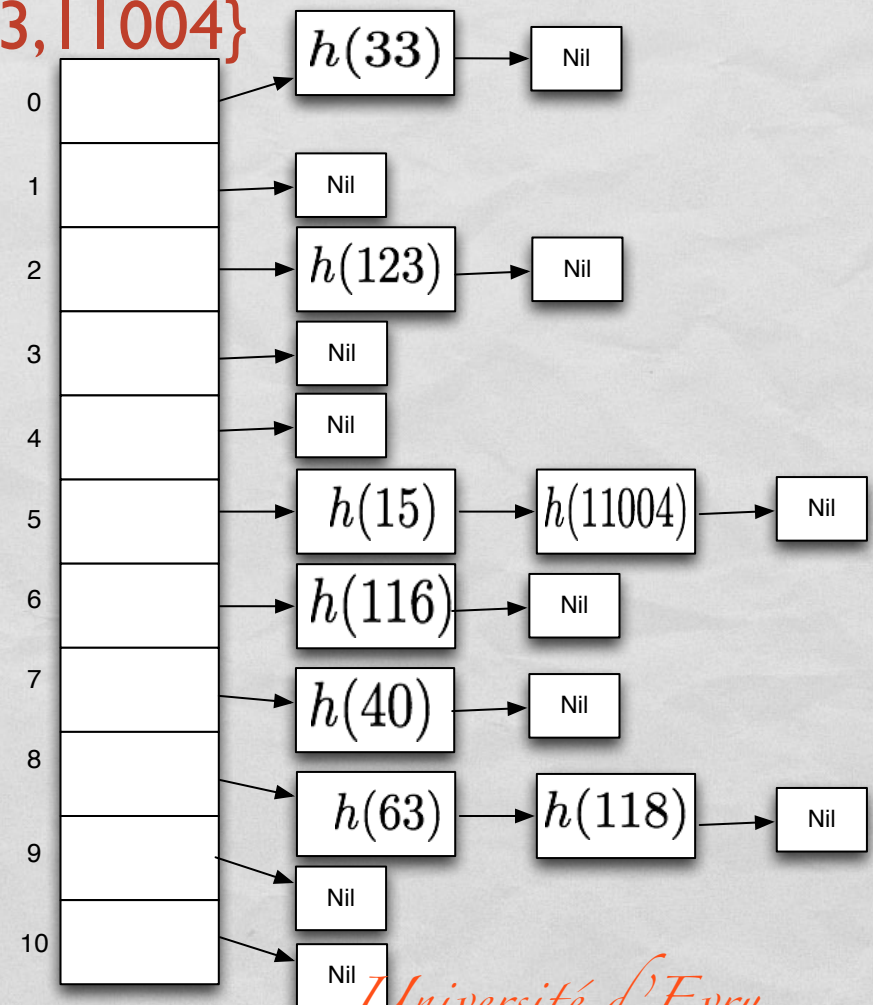 3,11004}
0 h(33) Nil
1 Nil
2 h(123) Nil
3 Nil
4 Nil
5 h(15) h(11004) Nil
6 h(116) Nil
7 h(40) Nil
8 h(63) h(118) Nil
9 Nil
10 Nil
Université d'Evry